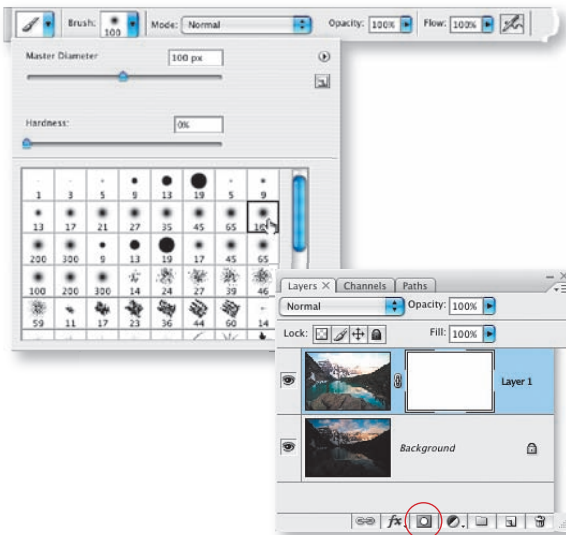 Brush: 100 Mode: Normal Opacity: 100% Flow: 100%
Master Diameter 100 px
Hardness: 0%
1 3 5 9 13 19 5 9
13 17 21 27 35 45 65
200 300 9 13 19 17 45 65
100 200 300 14 24 27 39 46
59 11 17 23 36 44 60 14
Layers X Channels Paths
Normal Opacity: 100%
Lock: Fill: 100%
Layer 1
Background
fx.